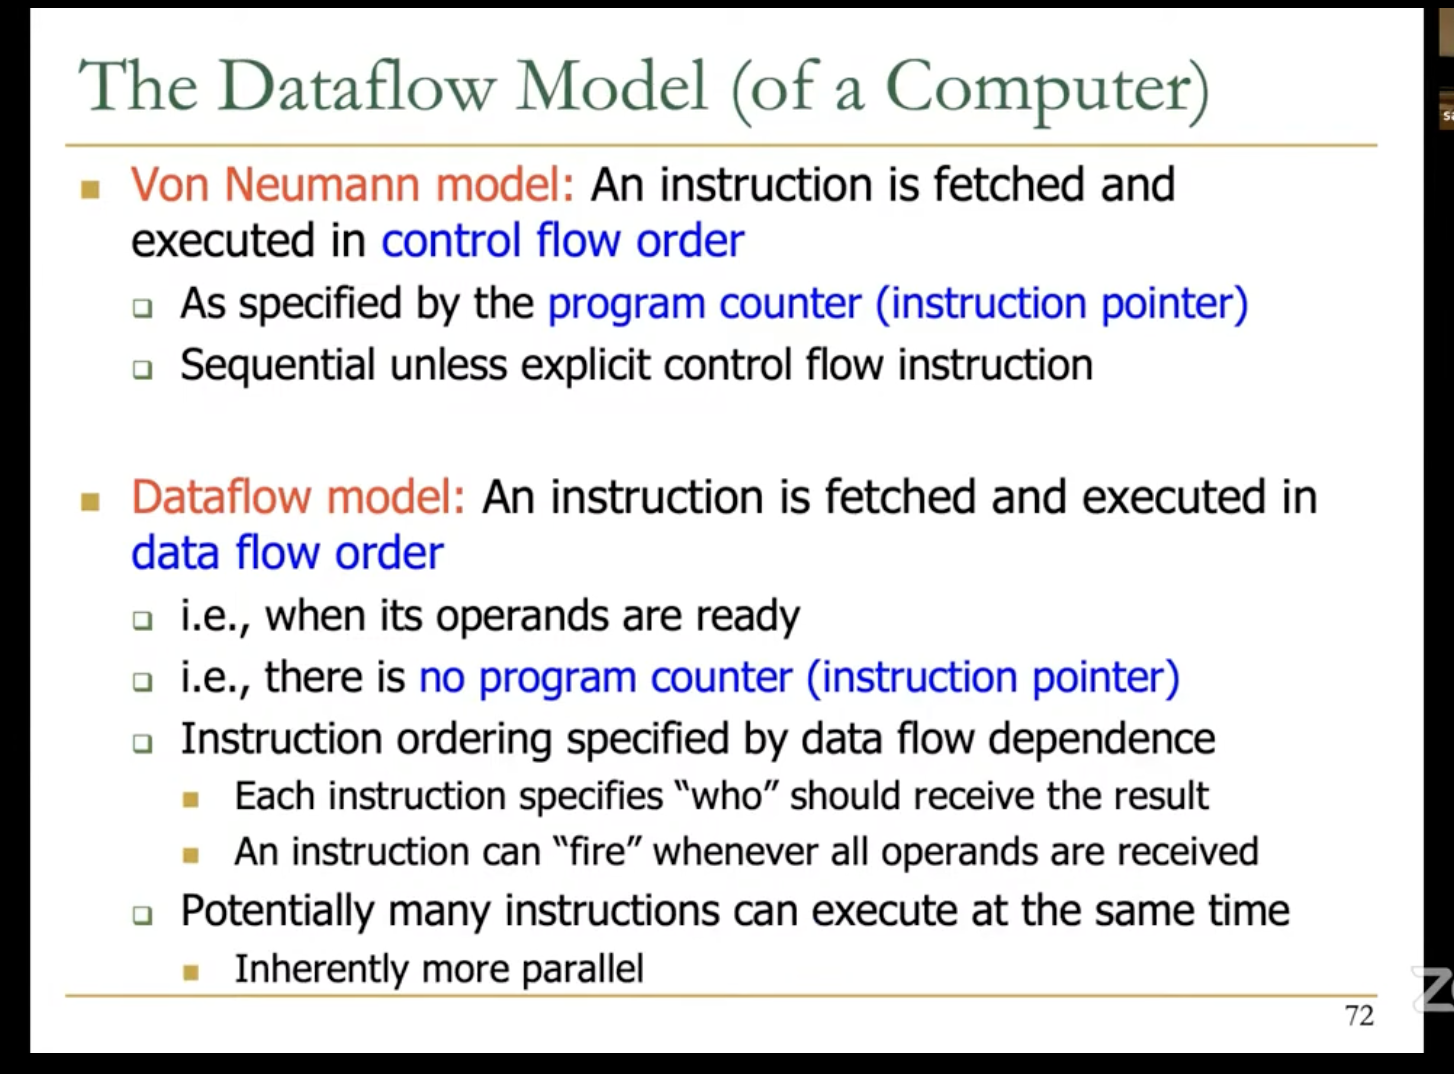 The Dataflow Model (of a Computer)
Von Neumann model: An instruction is fetched and
executed in control flow order
As specified by the program counter (instruction pointer)
Sequential unless explicit control flow instruction
Dataflow model: An instruction is fetched and executed in
data flow order
i.e., when its operands are ready
i.e., there is no program counter (instruction pointer)
Instruction ordering specified by data flow dependence
Each instruction specifies “who” should receive the result
An instruction can “fire” whenever all operands are received
Potentially many instructions can execute at the same time
Inherently more parallel
72